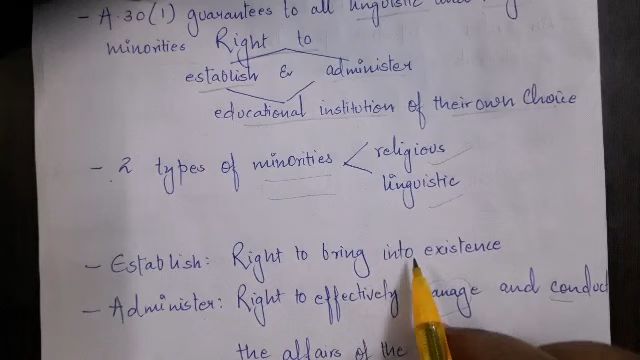 - A.30(1) guarantees to all linguistic and
minorities Right to
establish & administer
educational institution of their own choice
- 2 types of minorities religious
linguistic
- Establish: Right to bring into existence
- Administer: Right to effectively and conduct
the affairs of the